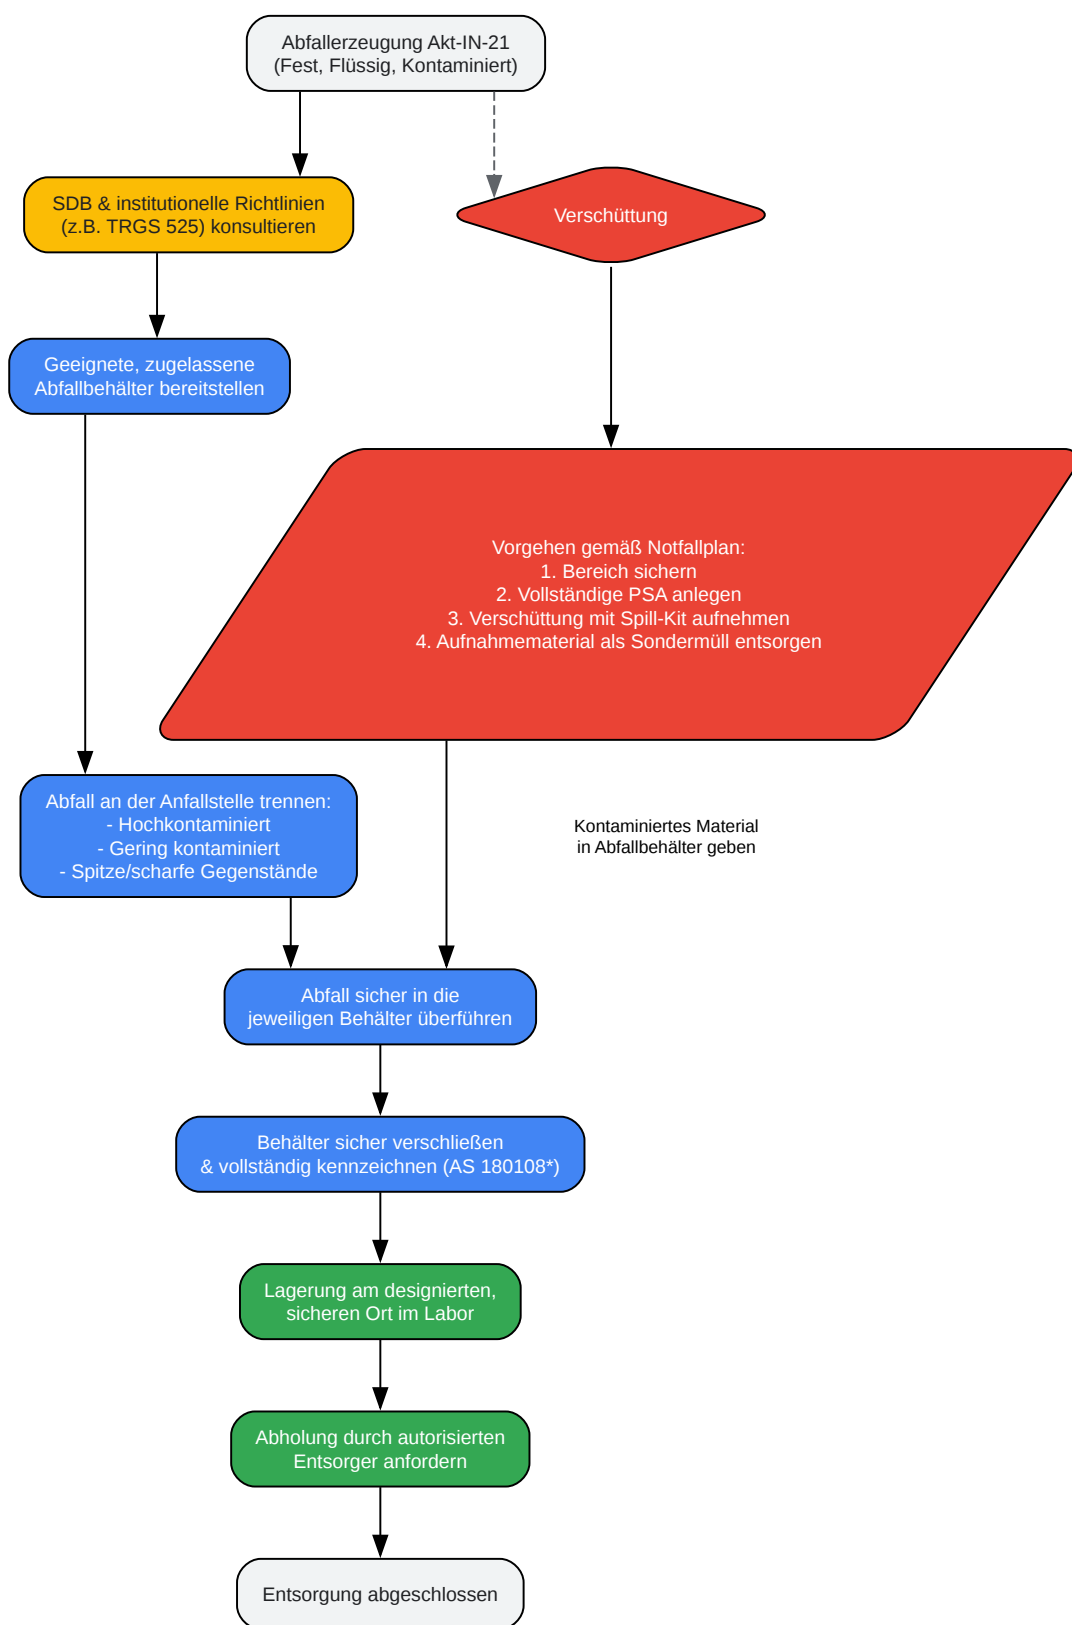 Abfallerzeugung Akt-IN-21
(Fest, Flüssig, Kontaminiert)
SDB & institutionelle Richtlinien
(z.B. TRGS 525) konsultieren
Verschüttung
Geeignete, zugelassene
Abfallbehälter bereitstellen
Vorgehen gemäß Notfallplan:
1. Bereich sichern
2. Vollständige PSA anlegen
3. Verschüttung mit Spill-Kit aufnehmen
4. Aufnahmematerial als Sondermüll entsorgen
Abfall an der Anfallstelle trennen:
- Hochkontaminiert
- Gering kontaminiert
- Spitze/scharfe Gegenstände
Kontaminiertes Material
in Abfallbehälter geben
Abfall sicher in die
jeweiligen Behälter überführen
Behälter sicher verschließen
& vollständig kennzeichnen (AS 180108*)
Lagerung am designierten,
sicheren Ort im Labor
Abholung durch autorisierten
Entsorger anfordern
Entsorgung abgeschlossen